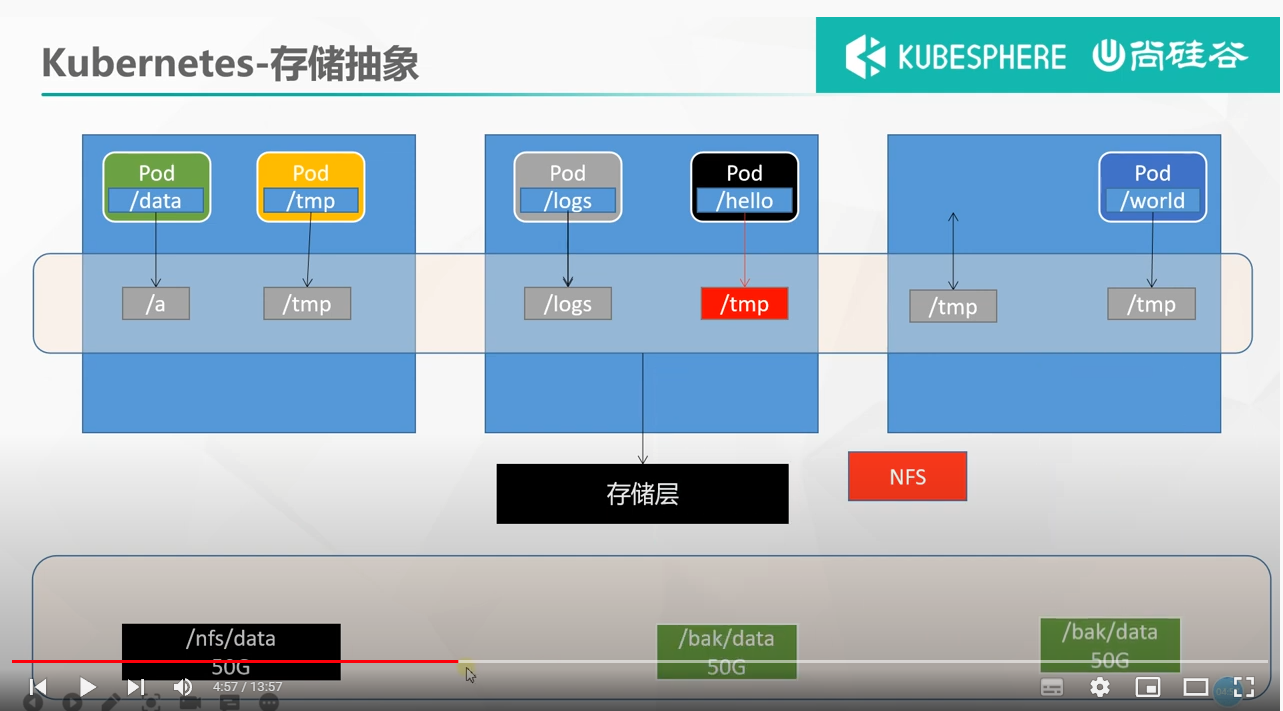 Kubernetes-存储抽象
KUBESPHERE
尚硅谷
Pod
/data
Pod
/tmp
Pod
/logs
Pod
/hello
Pod
/world
/a
/tmp
/logs
/tmp
/tmp
/tmp
存储层
NFS
/nfs/data
50G
/bak/data
50G
/bak/data
50G
4:57 / 13:57